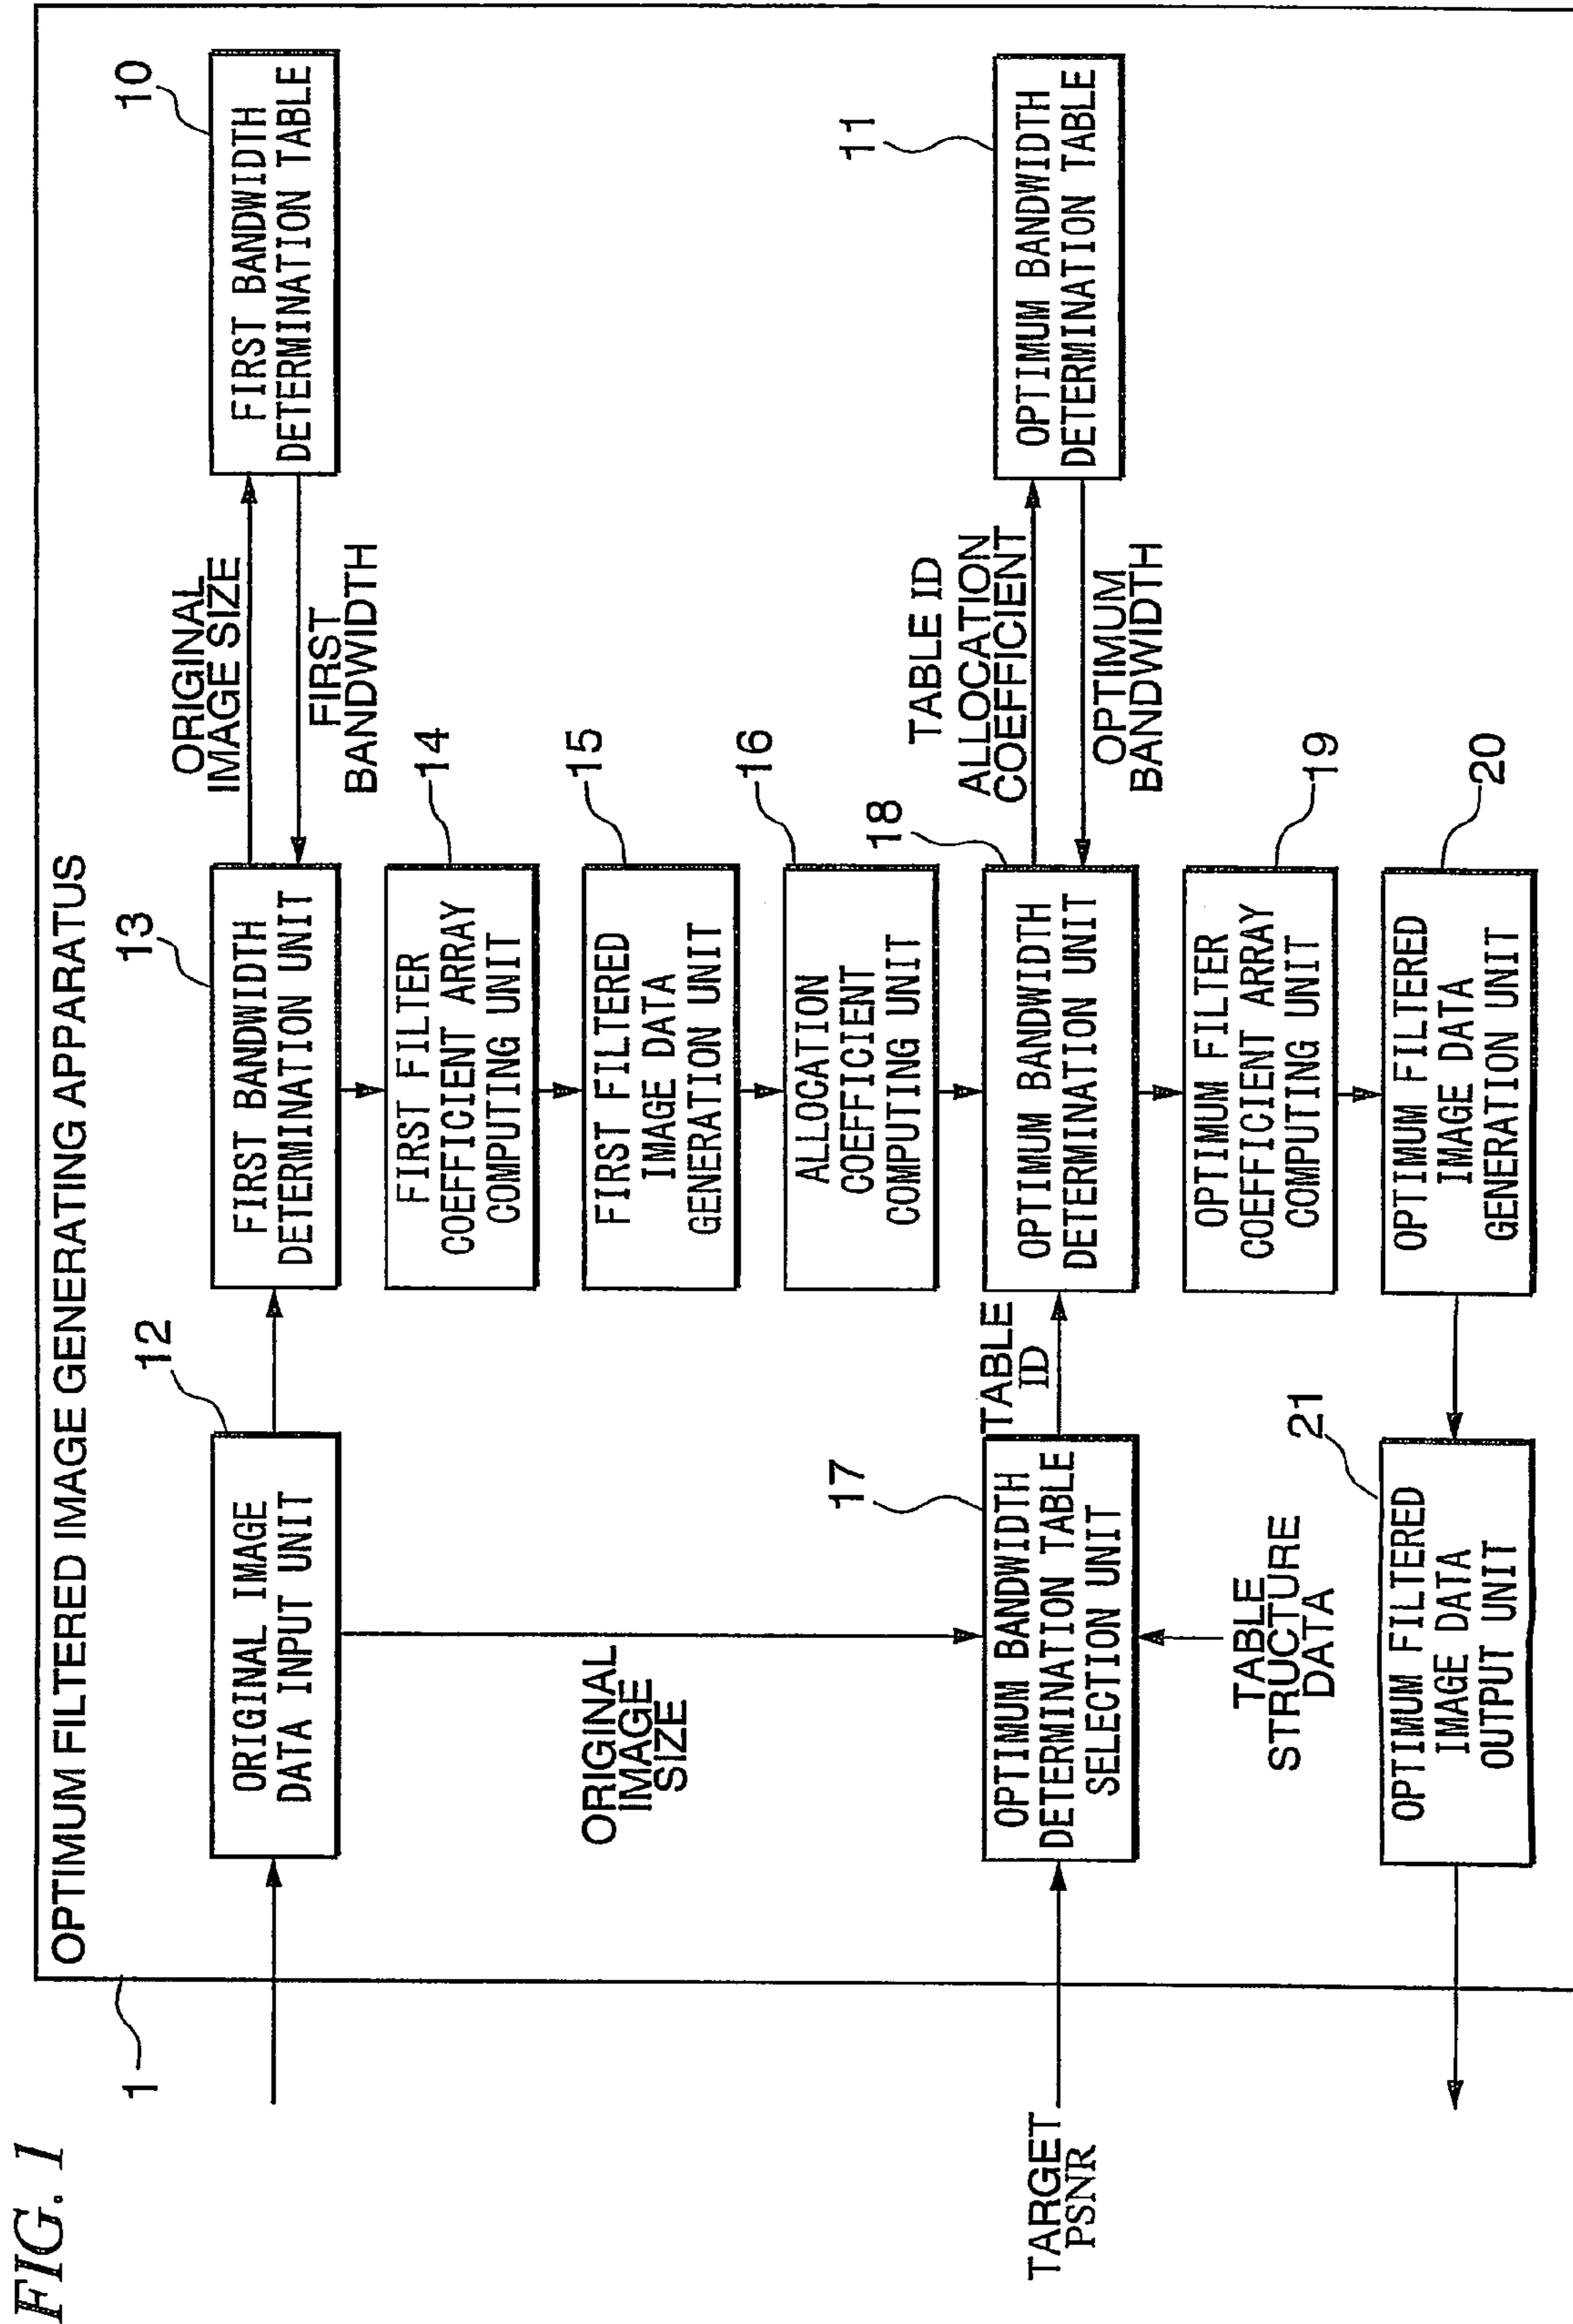 FIG. 1
1
OPTIMUM FILTERED IMAGE GENERATING APPARATUS
12
ORIGINAL IMAGE
DATA INPUT UNIT
13
FIRST BANDWIDTH
DETERMINATION UNIT
ORIGINAL
IMAGE SIZE
FIRST
BANDWIDTH
10
FIRST BANDWIDTH
DETERMINATION TABLE
14
FIRST FILTER
COEFFICIENT ARRAY
COMPUTING UNIT
15
FIRST FILTERED
IMAGE DATA
GENERATION UNIT
ORIGINAL
IMAGE
SIZE
16
ALLOCATION
COEFFICIENT
COMPUTING UNIT
TARGET
PSNR
17
OPTIMUM BANDWIDTH
DETERMINATION TABLE
SELECTION UNIT
TABLE
ID
18
OPTIMUM BANDWIDTH
DETERMINATION UNIT
TABLE ID
ALLOCATION
COEFFICIENT
OPTIMUM
BANDWIDTH
11
OPTIMUM BANDWIDTH
DETERMINATION TABLE
TABLE
STRUCTURE
DATA
19
OPTIMUM FILTER
COEFFICIENT ARRAY
COMPUTING UNIT
21
OPTIMUM FILTERED
IMAGE DATA
OUTPUT UNIT
20
OPTIMUM FILTERED
IMAGE DATA
GENERATION UNIT